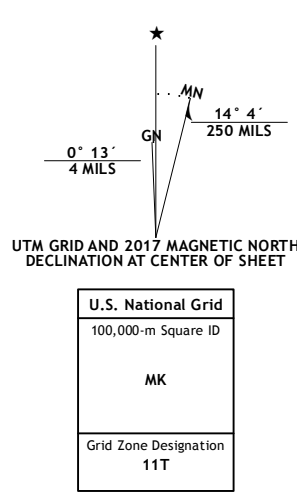 ★
MN
GN
14° 4´
250 MILS
0° 13´
4 MILS
UTM GRID AND 2017 MAGNETIC NORTH
DECLINATION AT CENTER OF SHEET
U.S. National Grid
100,000-m Square ID
MK
Grid Zone Designation
11T